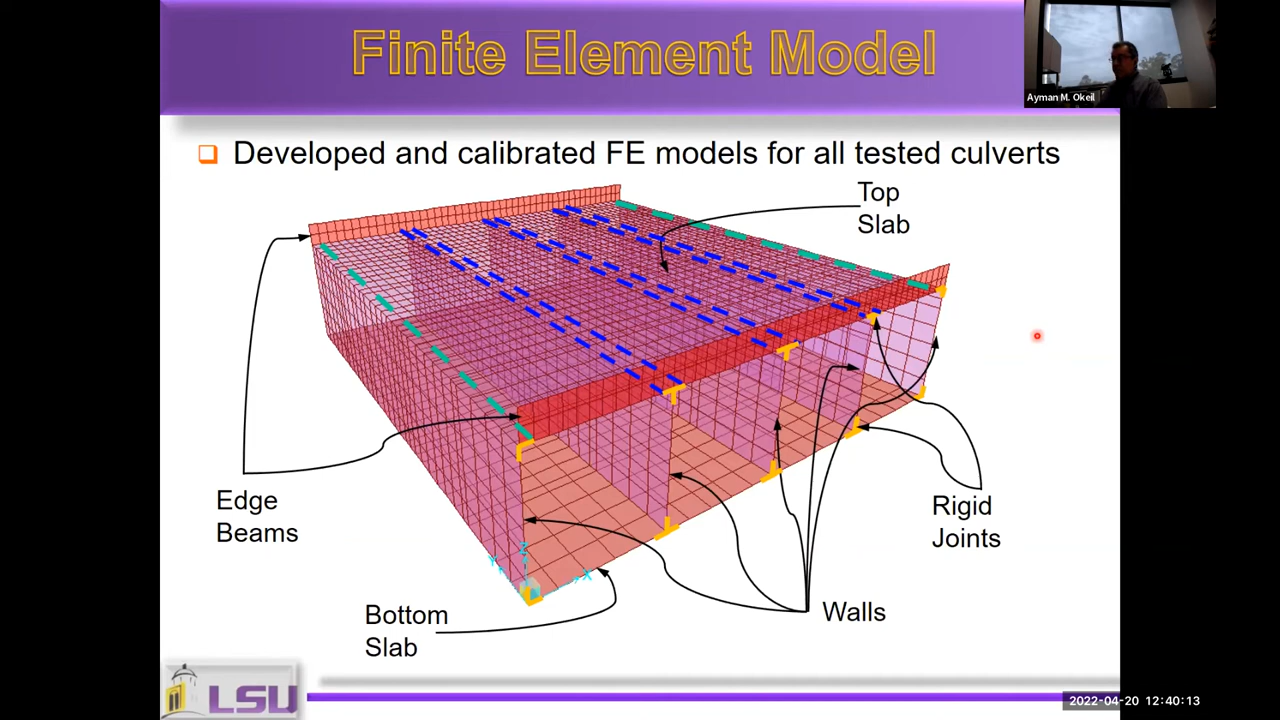 Finite Element Model
Ayman M. Okeil
Developed and calibrated FE models for all tested culverts
Top
Slab
Edge
Beams
Rigid
Joints
Bottom
Slab
Walls
Z
Y
X
LSU
2022-04-20 12:40:13